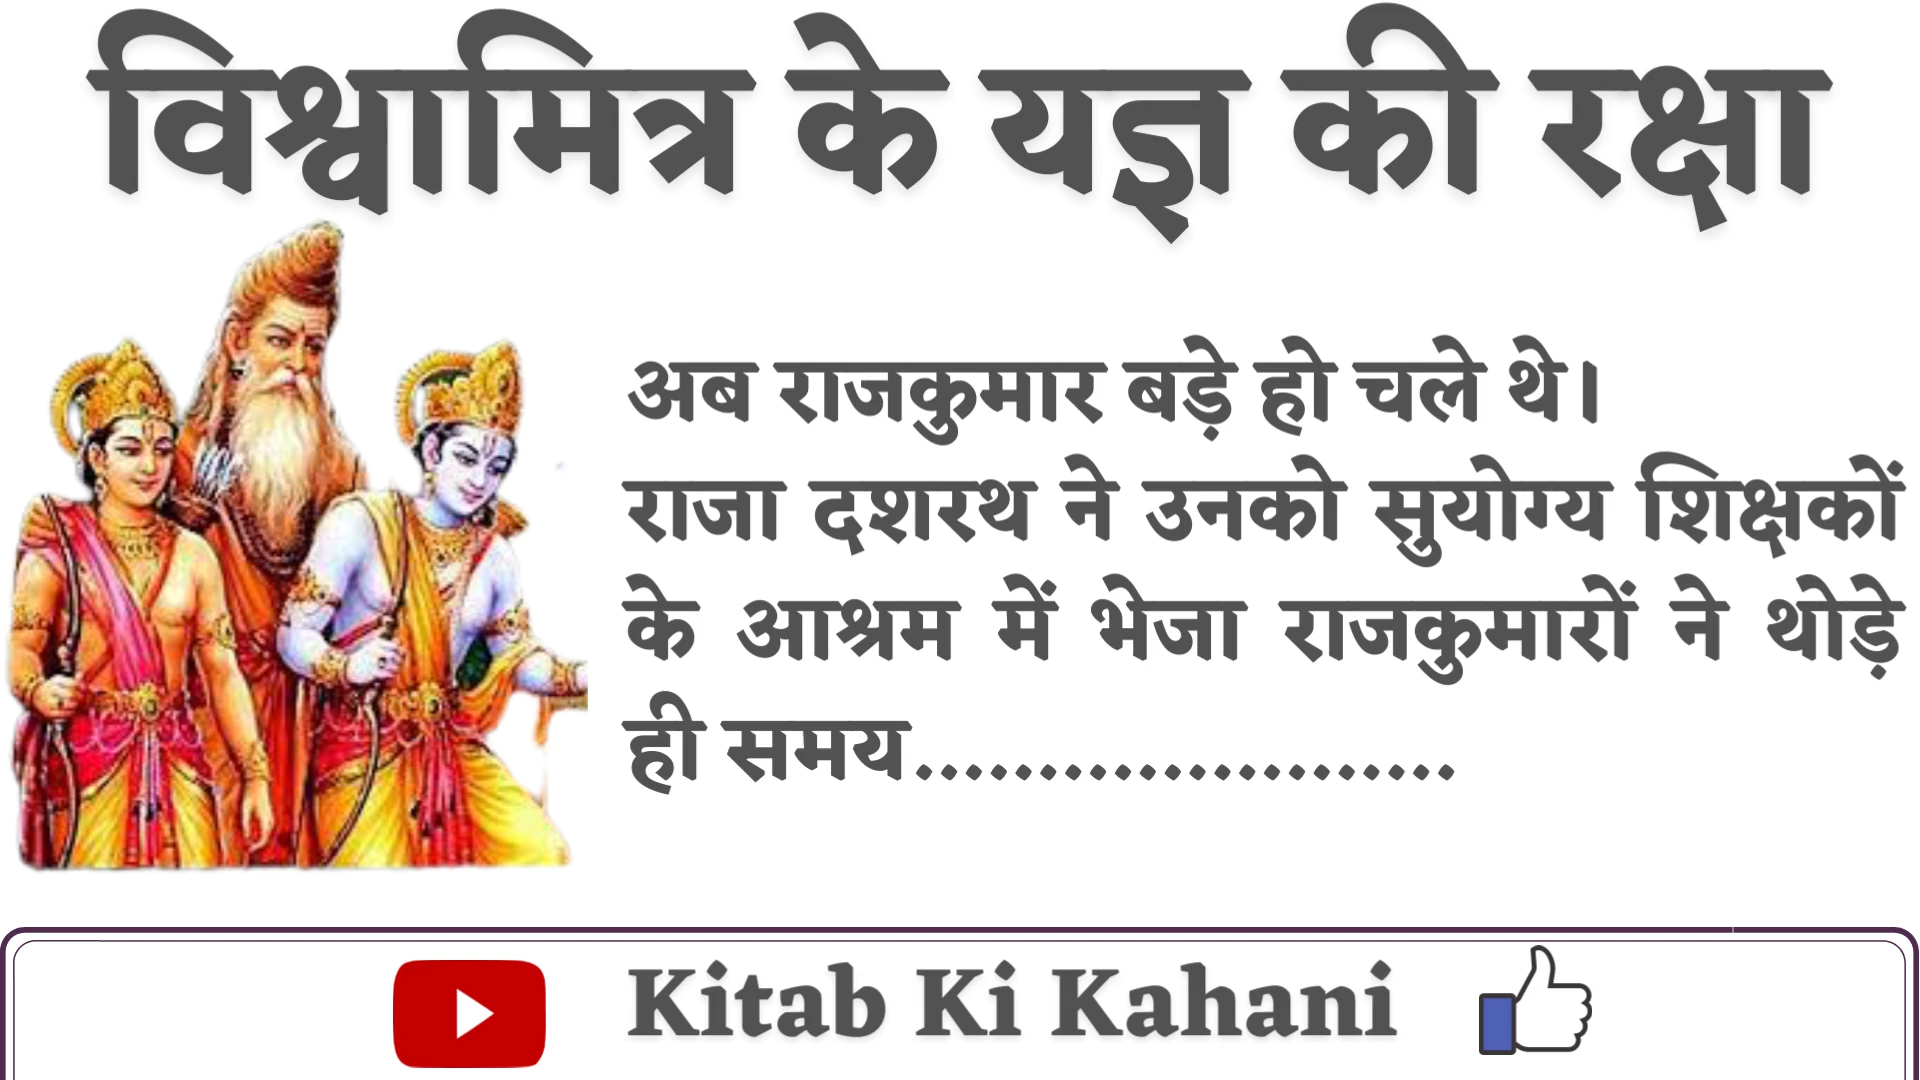 विश्वामित्र के यज्ञ की रक्षा
अब राजकुमार बड़े हो चले थे।
राजा दशरथ ने उनको सुयोग्य शिक्षकों
के आश्रम में भेजा राजकुमारों ने थोड़े
ही समय......................
Kitab Ki Kahani